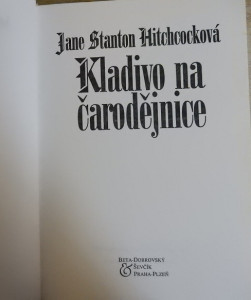 Jane Stanton Hitchcocková
Kladivo na
čarodějnice
Beta-Dobrovský
& Ševčík
Praha-Plzeň